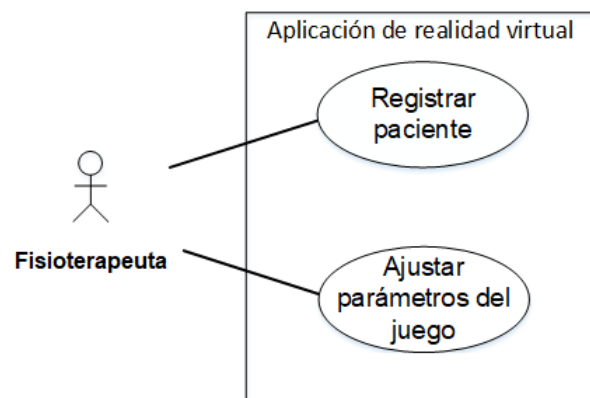 Aplicación de realidad virtual
Registrar
paciente
Fisioterapeuta
Ajustar
parámetros del
juego